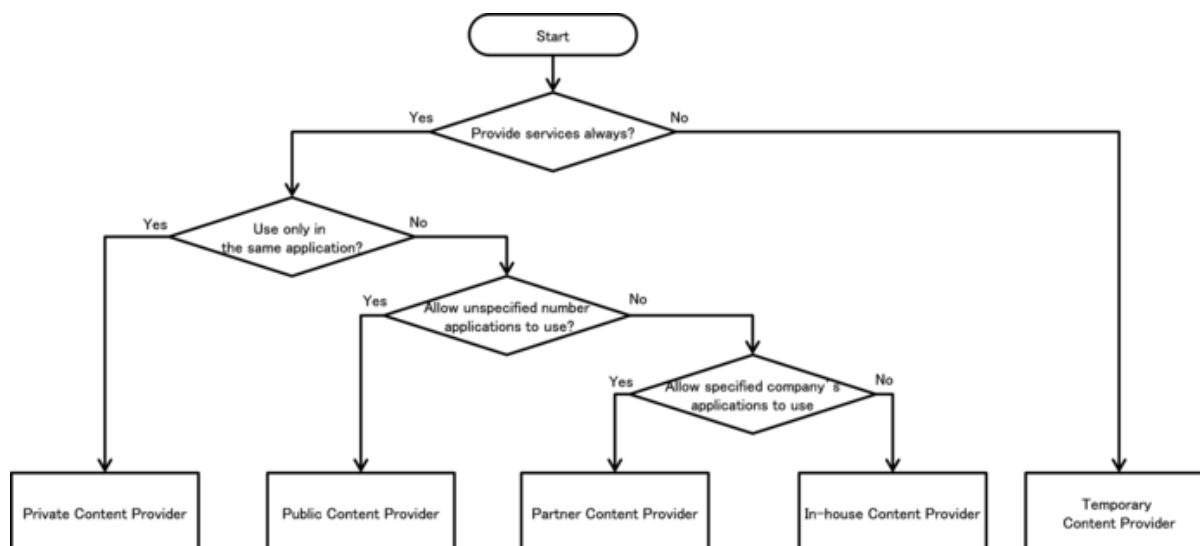 Start
Yes
No
Provide services always?
Yes
No
Use only in
the same application?
Yes
No
Allow unspecified number
applications to use?
Yes
No
Allow specified company´s
applications to use
Private Content Provider
Public Content Provider
Partner Content Provider
In-house Content Provider
Temporary
Content Provider